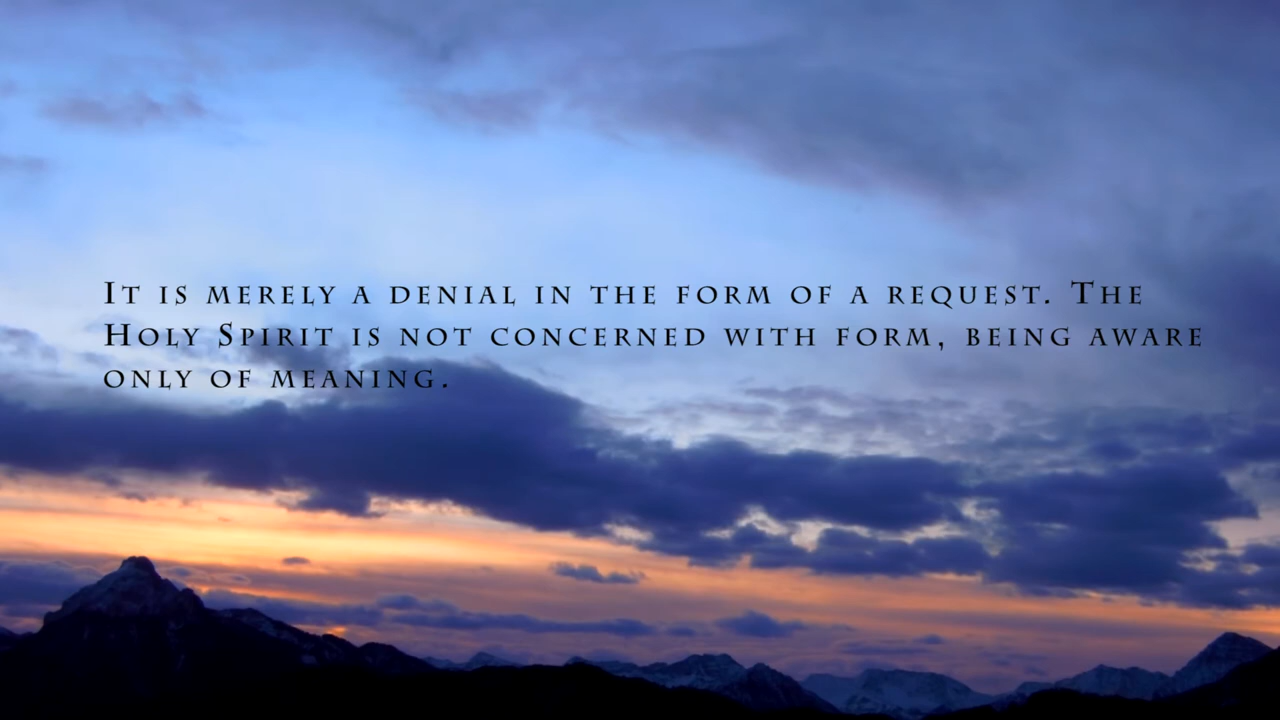 It is merely a denial in the form of a request. The
Holy Spirit is not concerned with form, being aware
only of meaning.